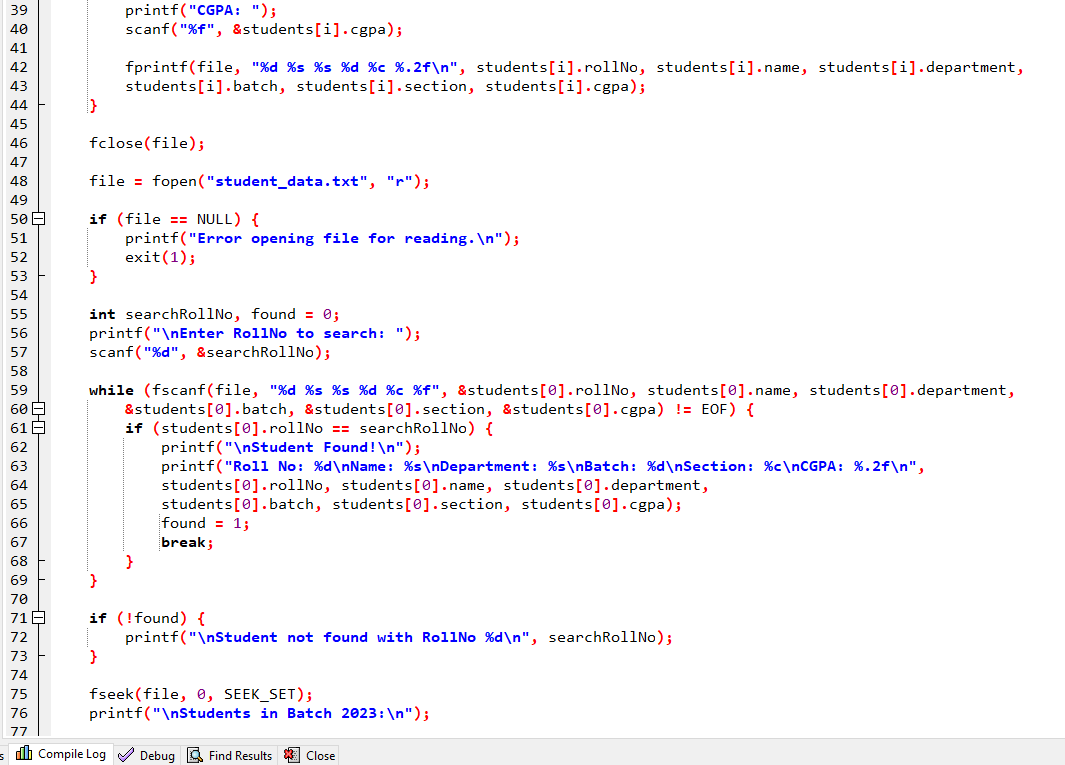 39 printf("CGPA: ");
40 scanf("%f", &students[i].cgpa);
41
42 fprintf(file, "%d %s %s %d %c %.2f\n", students[i].rollNo, students[i].name, students[i].department,
43 students[i].batch, students[i].section, students[i].cgpa);
44 }
45
46 fclose(file);
47
48 file = fopen("student_data.txt", "r");
49
50 if (file == NULL) {
51 printf("Error opening file for reading.\n");
52 exit(1);
53 }
54
55 int searchRollNo, found = 0;
56 printf("\nEnter RollNo to search: ");
57 scanf("%d", &searchRollNo);
58
59 while (fscanf(file, "%d %s %s %d %c %f", &students[0].rollNo, students[0].name, students[0].department,
60 &students[0].batch, &students[0].section, &students[0].cgpa) != EOF) {
61 if (students[0].rollNo == searchRollNo) {
62 printf("\nStudent Found!\n");
63 printf("Roll No: %d\nName: %s\nDepartment: %s\nBatch: %d\nSection: %c\nCGPA: %.2f\n",
64 students[0].rollNo, students[0].name, students[0].department,
65 students[0].batch, students[0].section, students[0].cgpa);
66 found = 1;
67 break;
68 }
69 }
70
71 if (!found) {
72 printf("\nStudent not found with RollNo %d\n", searchRollNo);
73 }
74
75 fseek(file, 0, SEEK_SET);
76 printf("\nStudents in Batch 2023:\n");
77
s Compile Log Debug Find Results Close